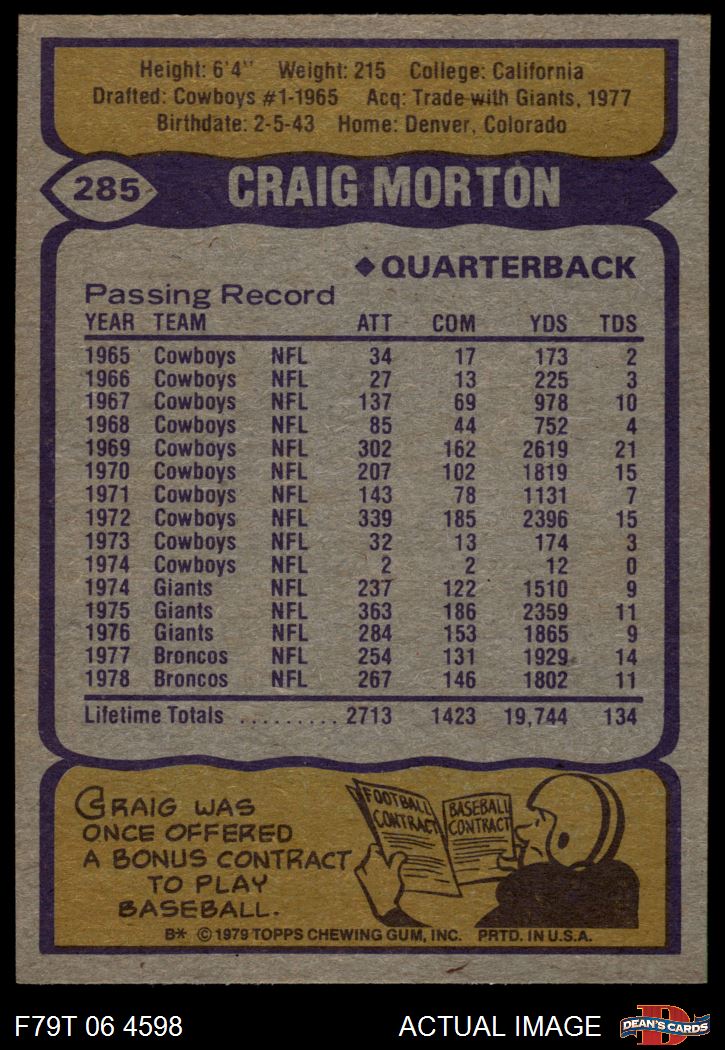 Height: 6'4" Weight: 215 College: California
Drafted: Cowboys #1-1965 Acq: Trade with Giants, 1977
Birthdate: 2-5-43 Home: Denver, Colorado
285 CRAIG MORTON
◆QUARTERBACK
Passing Record
YEAR TEAM ATT COM YDS TDS
1965 Cowboys NFL 34 17 173 2
1966 Cowboys NFL 27 13 225 3
1967 Cowboys NFL 137 69 978 10
1968 Cowboys NFL 85 44 752 4
1969 Cowboys NFL 302 162 2619 21
1970 Cowboys NFL 207 102 1819 15
1971 Cowboys NFL 143 78 1131 7
1972 Cowboys NFL 339 185 2396 15
1973 Cowboys NFL 32 13 174 3
1974 Cowboys NFL 2 2 12 0
1974 Giants NFL 237 122 1510 9
1975 Giants NFL 363 186 2359 11
1976 Giants NFL 284 153 1865 9
1977 Broncos NFL 254 131 1929 14
1978 Broncos NFL 267 146 1802 11
Lifetime Totals ......... 2713 1423 19,744 134
CRAIG WAS
ONCE OFFERED
A BONUS CONTRACT
TO PLAY
BASEBALL.
FOOTBALL
CONTRACT
BASEBALL
CONTRACT
B* © 1979 TOPPS CHEWING GUM, INC. PRTD. IN U.S.A.
F79T 06 4598 ACTUAL IMAGE
D
DEAN'S CARDS